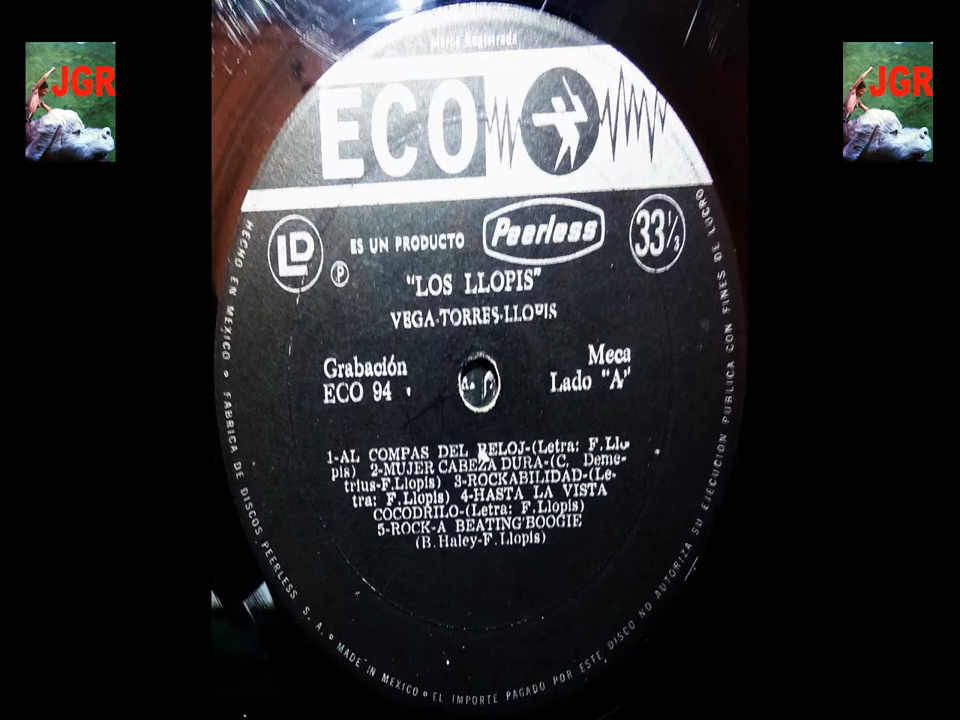 JGR
JGR
Marca Registrada
ECO
LD
P
ES UN PRODUCTO
Peerless
33⅓
"LOS LLOPIS"
VEGA-TORRES-LLOPIS
Grabación
ECO 94
Meca
Lado "A"
1-AL COMPAS DEL RELOJ-(Letra: F.Llo-
pis) 2-MUJER CABEZA DURA-(C. Deme-
trius-F.Llopis) 3-ROCKABILIDAD-(Le-
tra: F.Llopis) 4-HASTA LA VISTA
COCODRILO-(Letra: F.Llopis)
5-ROCK-A BEATING BOOGIE
(B.Haley-F.Llopis)
HECHO EN MEXICO • FABRICA DE DISCOS PEERLESS S. A. • MADE IN MEXICO • EL IMPORTE PAGADO POR ESTE DISCO NO AUTORIZA SU EJECUCION PUBLICA CON FINES DE LUCRO